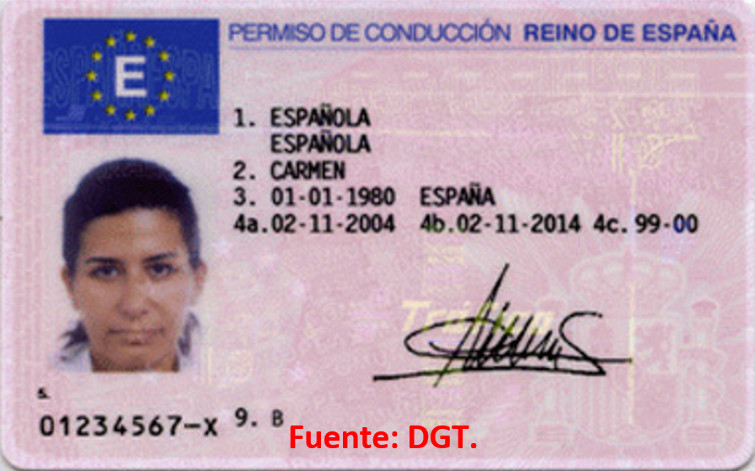 PERMISO DE CONDUCCIÓN REINO DE ESPAÑA
E
1. ESPAÑOLA
ESPAÑOLA
2. CARMEN
3. 01-01-1980 ESPAÑA
4a.02-11-2004 4b.02-11-2014 4c.99-00
Tráfico
5.
01234567-X 9. B
Fuente: DGT.